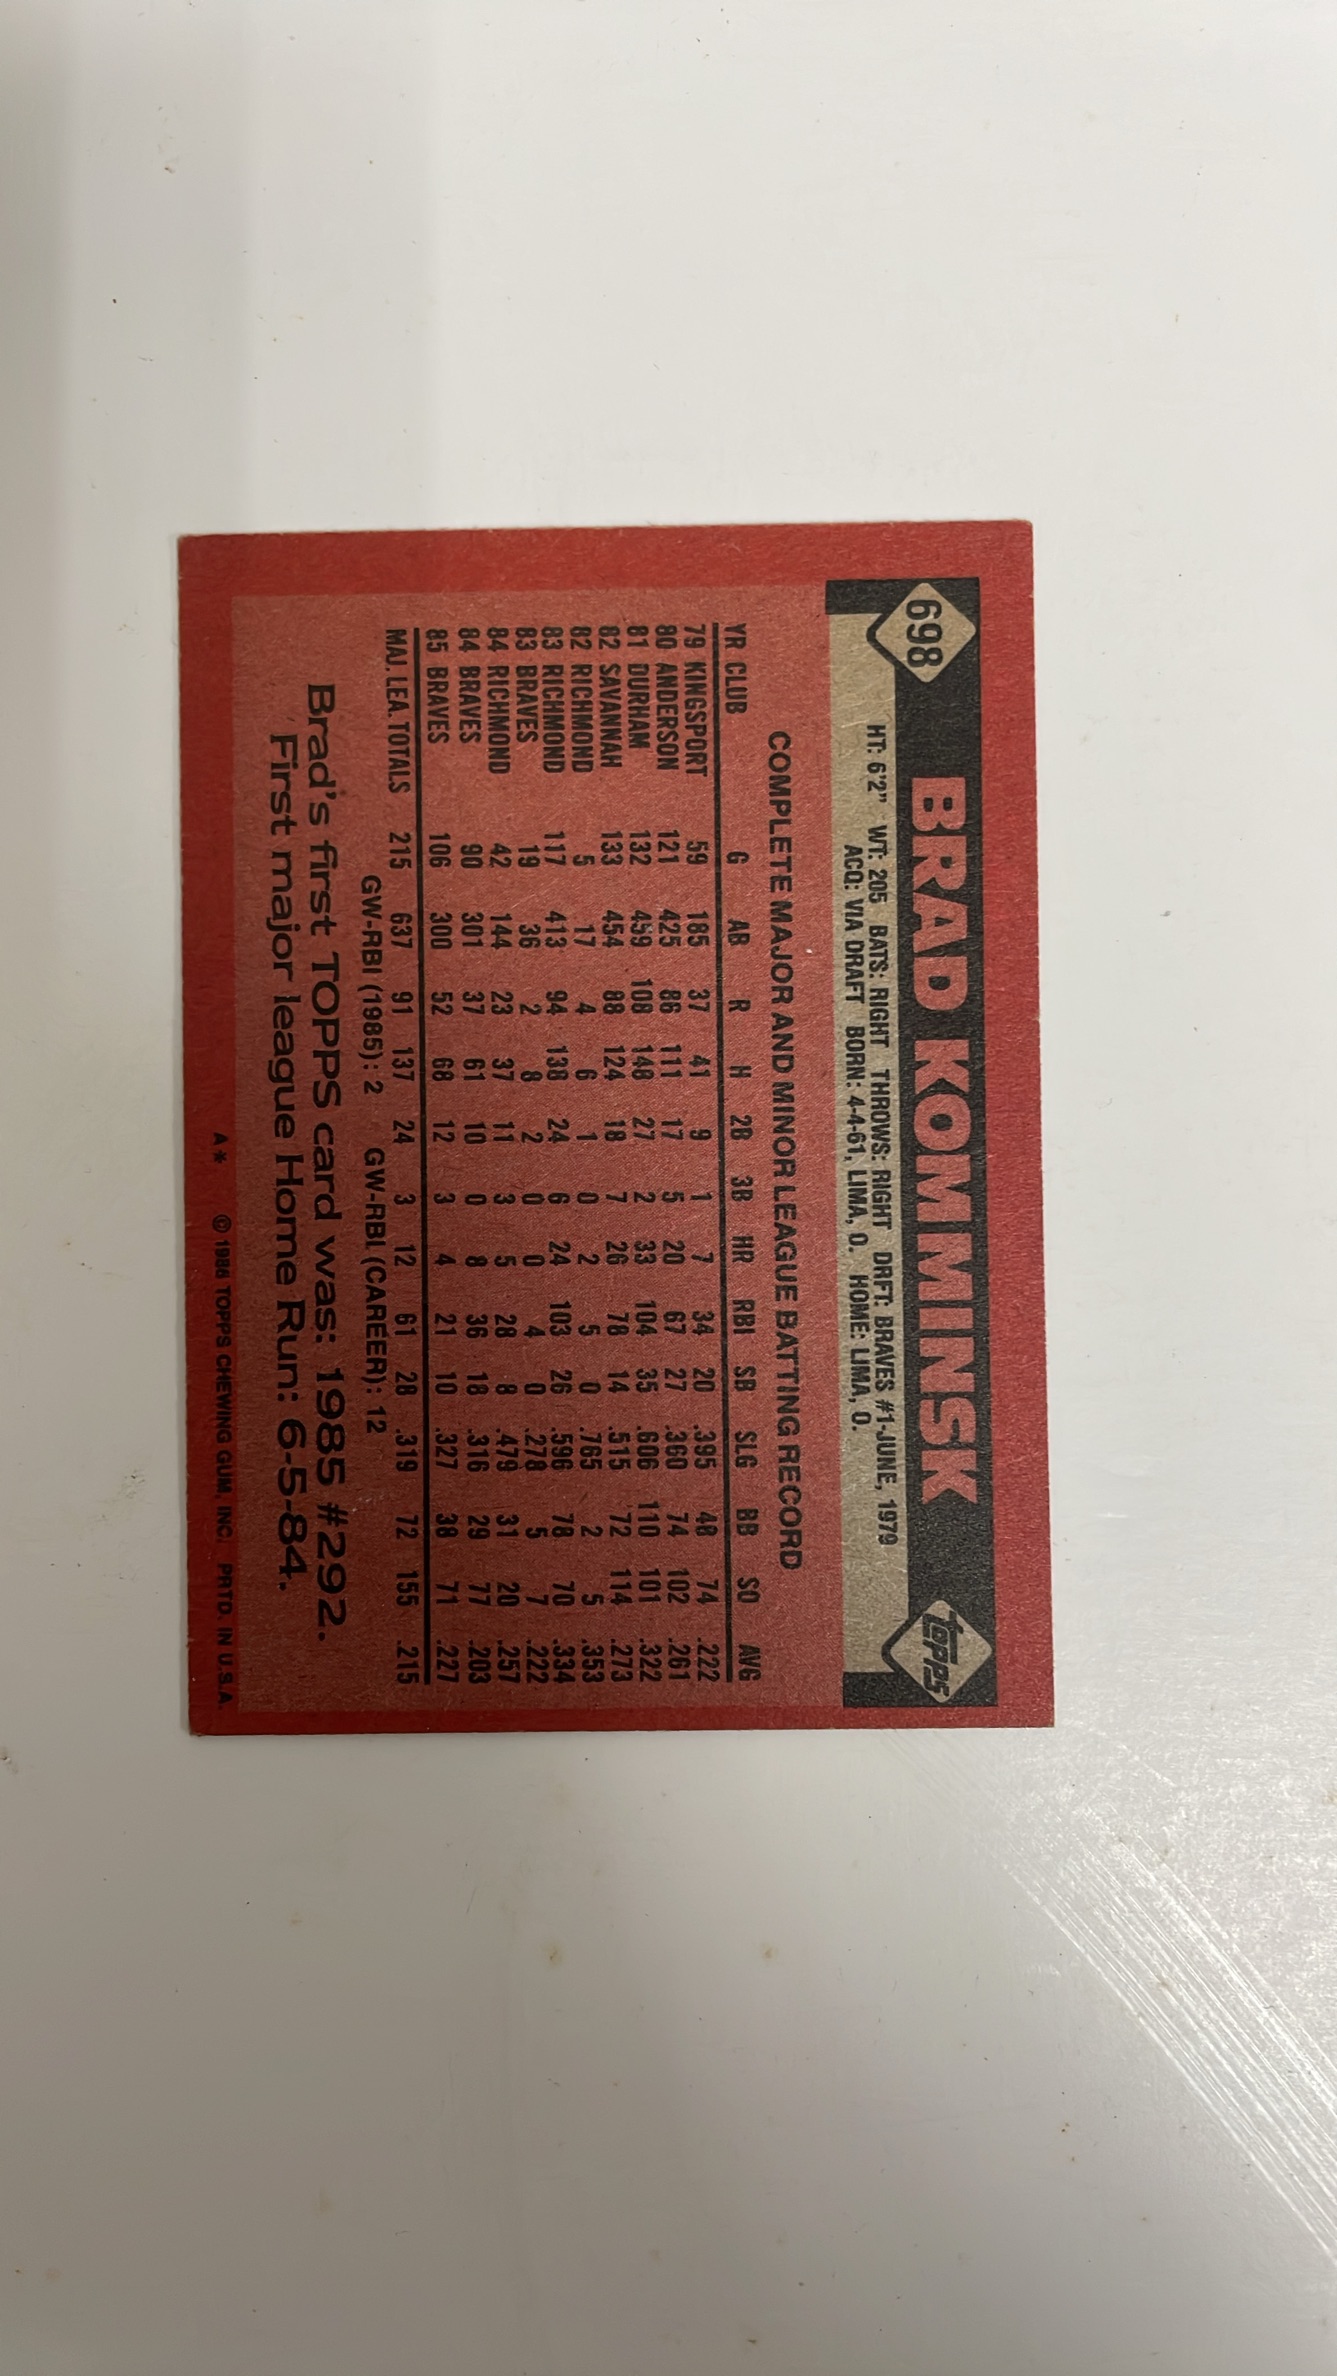 698 BRAD KOMMINSK topps
HT: 6'2" WT: 205 BATS: RIGHT THROWS: RIGHT DRFT: BRAVES #1-JUNE, 1979
ACQ: VIA DRAFT BORN: 4-4-61, LIMA, O. HOME: LIMA, O.
COMPLETE MAJOR AND MINOR LEAGUE BATTING RECORD
YR CLUB G AB R H 2B 3B HR RBI SB SLG BB SO AVG
79 KINGSPORT 59 185 37 41 9 1 7 34 20 .395 48 74 .222
80 ANDERSON 121 425 86 111 17 5 20 67 27 .360 74 102 .261
81 DURHAM 132 459 108 148 27 2 33 104 35 .606 110 101 .322
82 SAVANNAH 133 454 88 124 18 7 26 78 14 .515 72 114 .273
82 RICHMOND 5 17 4 6 1 0 2 5 0 .765 2 5 .353
83 RICHMOND 117 413 94 138 24 6 24 103 26 .596 78 70 .334
83 BRAVES 19 36 2 8 2 0 0 4 0 .278 5 7 .222
84 RICHMOND 42 144 23 37 11 3 5 28 8 .479 31 20 .257
84 BRAVES 90 301 37 61 10 0 8 36 18 .316 29 77 .203
85 BRAVES 106 300 52 68 12 3 4 21 10 .327 38 71 .227
MAJ. LEA. TOTALS 215 637 91 137 24 3 12 61 28 .319 72 155 .215
GW-RBI (1985): 2 GW-RBI (CAREER): 12
Brad's first TOPPS card was: 1985 #292.
First major league Home Run: 6-5-84.
A* © 1986 TOPPS CHEWING GUM, INC. PRTD. IN U.S.A.